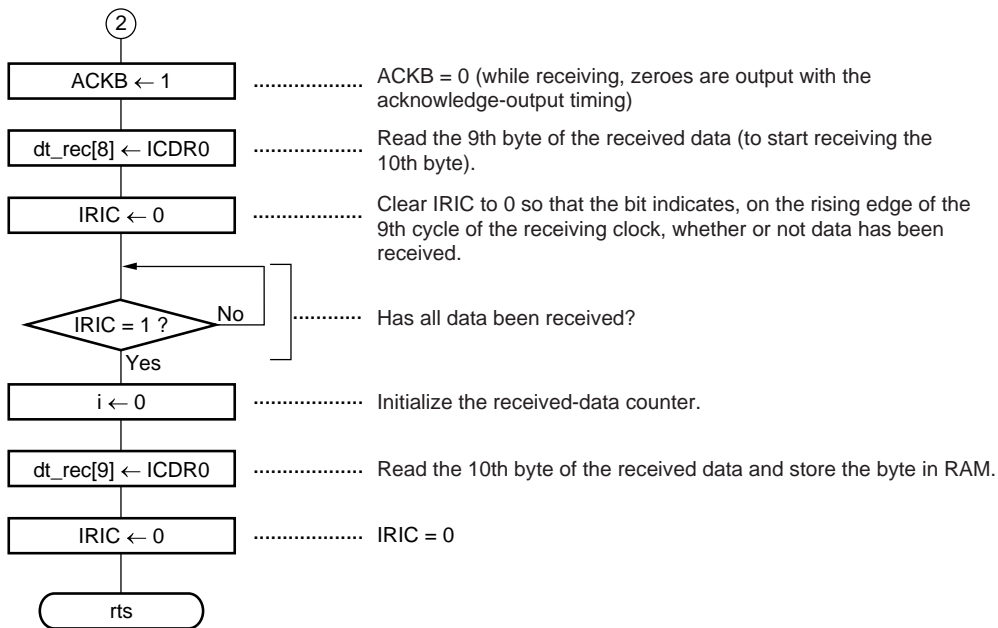 2
ACKB ← 1
ACKB = 0 (while receiving, zeroes are output with the
acknowledge-output timing)
dt_rec[8] ← ICDR0
Read the 9th byte of the received data (to start receiving the
10th byte).
IRIC ← 0
Clear IRIC to 0 so that the bit indicates, on the rising edge of the
9th cycle of the receiving clock, whether or not data has been
received.
IRIC = 1 ?
No
Has all data been received?
Yes
i ← 0
Initialize the received-data counter.
dt_rec[9] ← ICDR0
Read the 10th byte of the received data and store the byte in RAM.
IRIC ← 0
IRIC = 0
rts